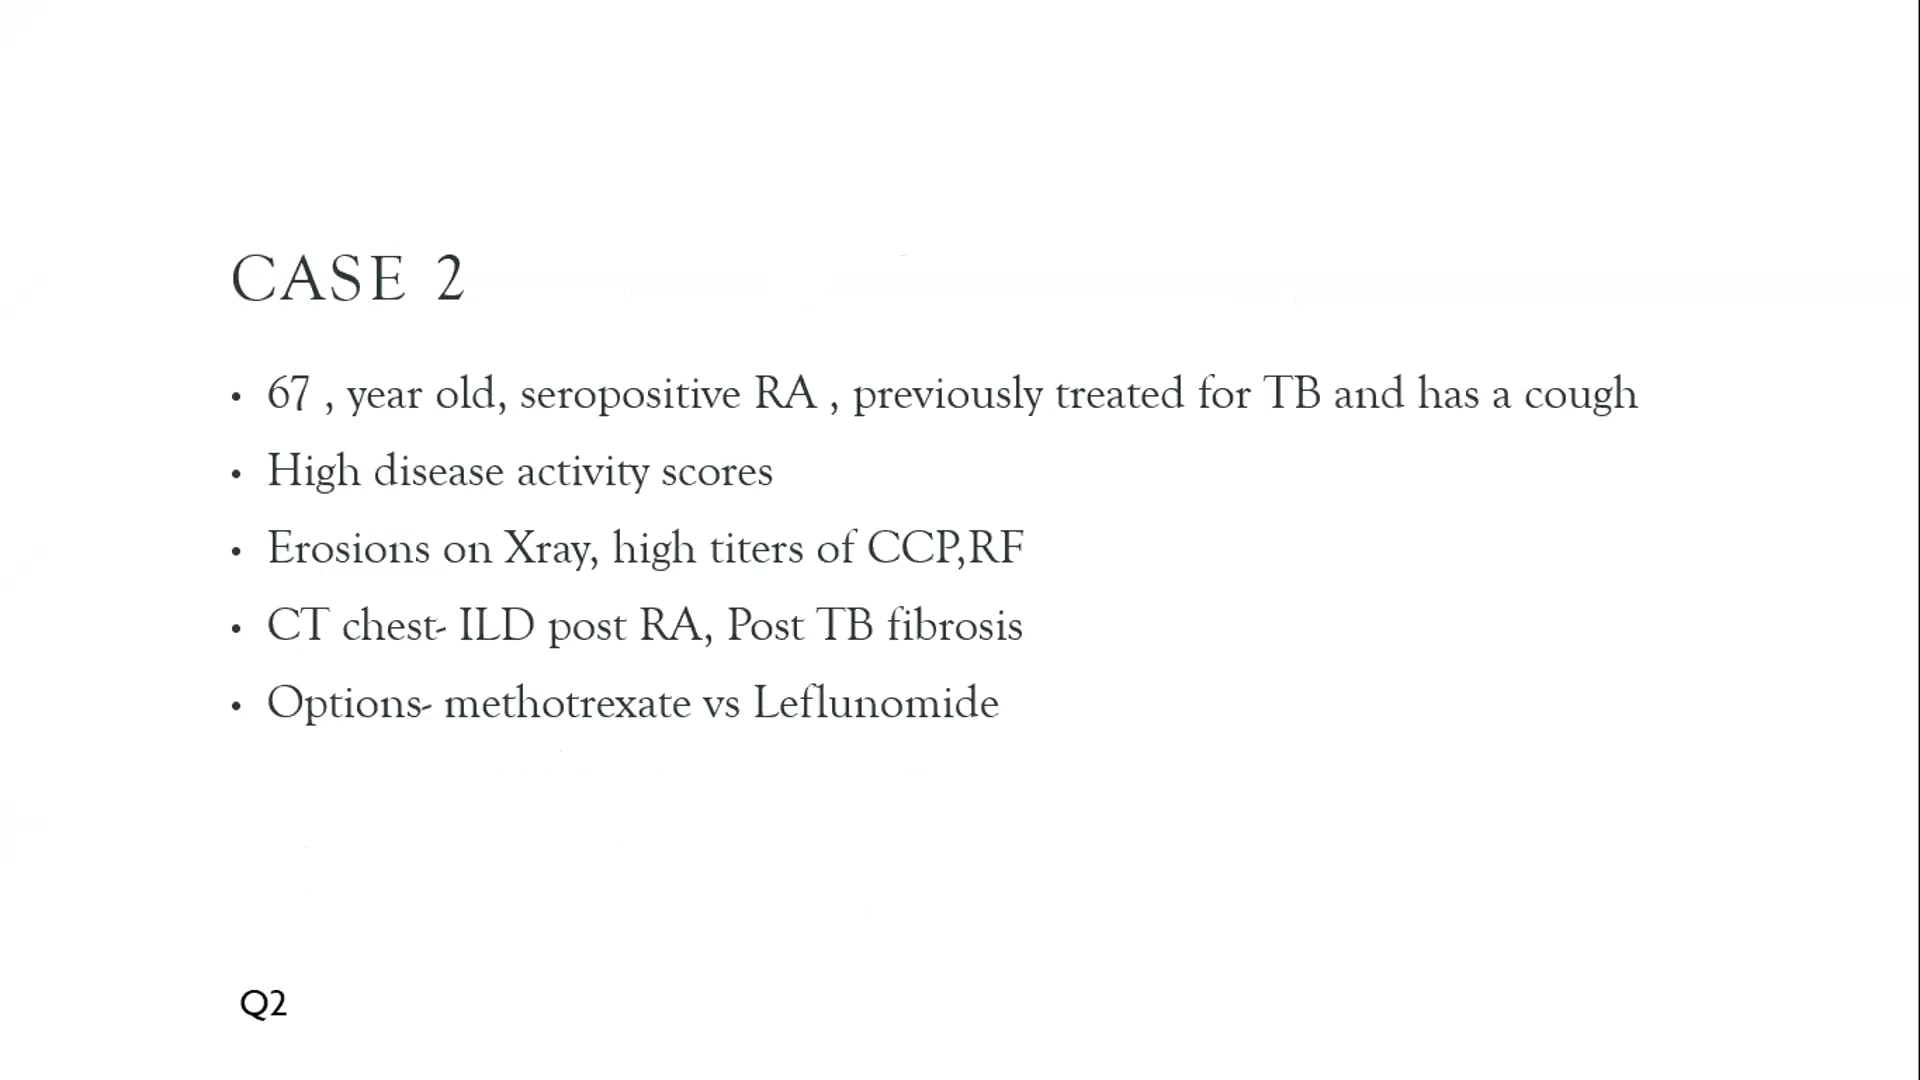 CASE 2
• 67 , year old, seropositive RA , previously treated for TB and has a cough
• High disease activity scores
• Erosions on Xray, high titers of CCP,RF
• CT chest- ILD post RA, Post TB fibrosis
• Options- methotrexate vs Leflunomide
Q2